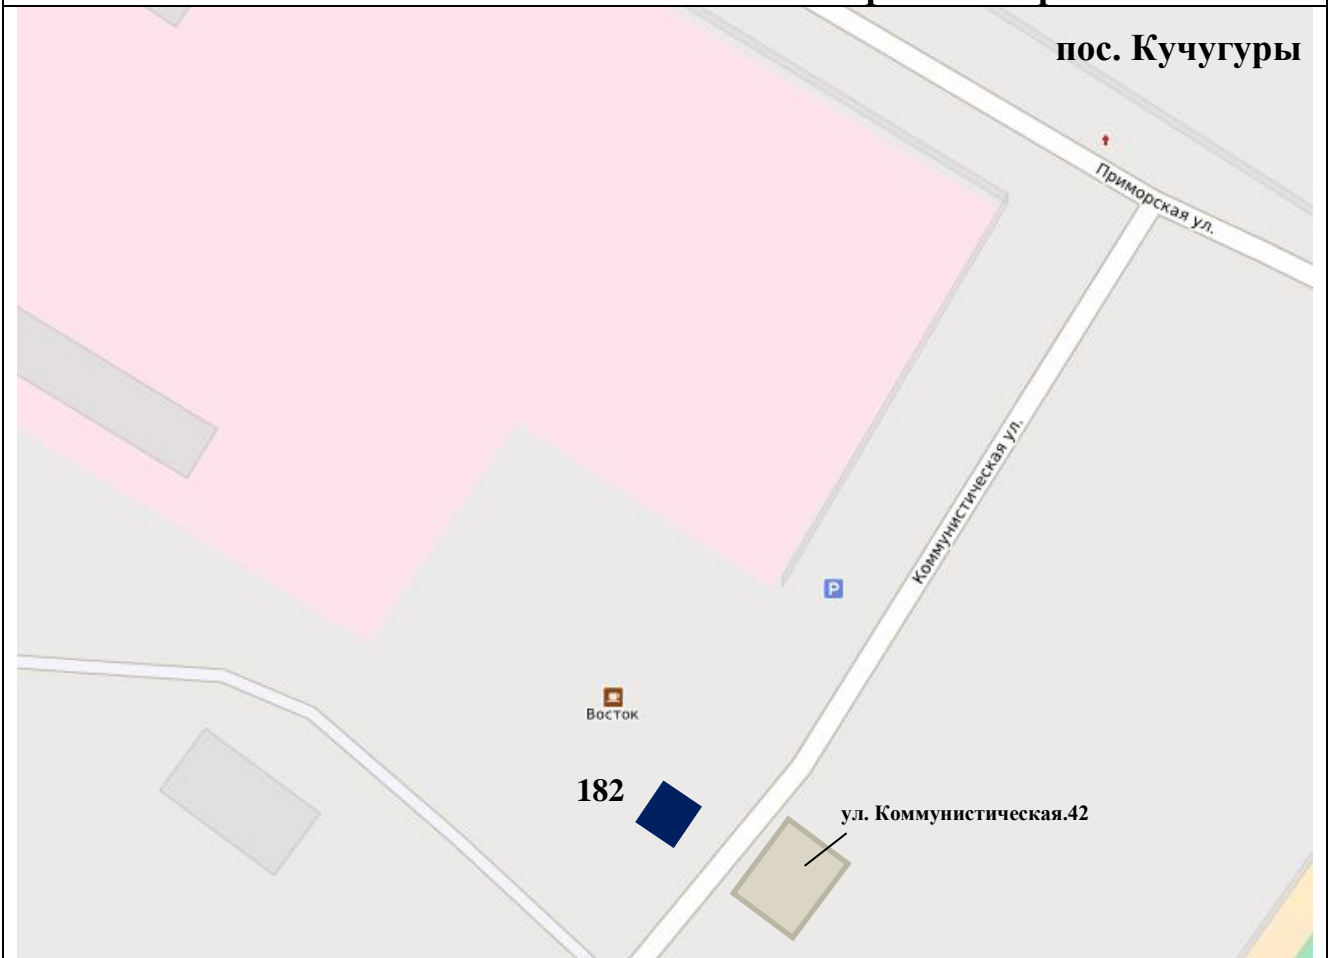 пос. Кучугуры
Приморская ул.
Коммунистическая ул.
P
Восток
182
ул. Коммунистическая.42